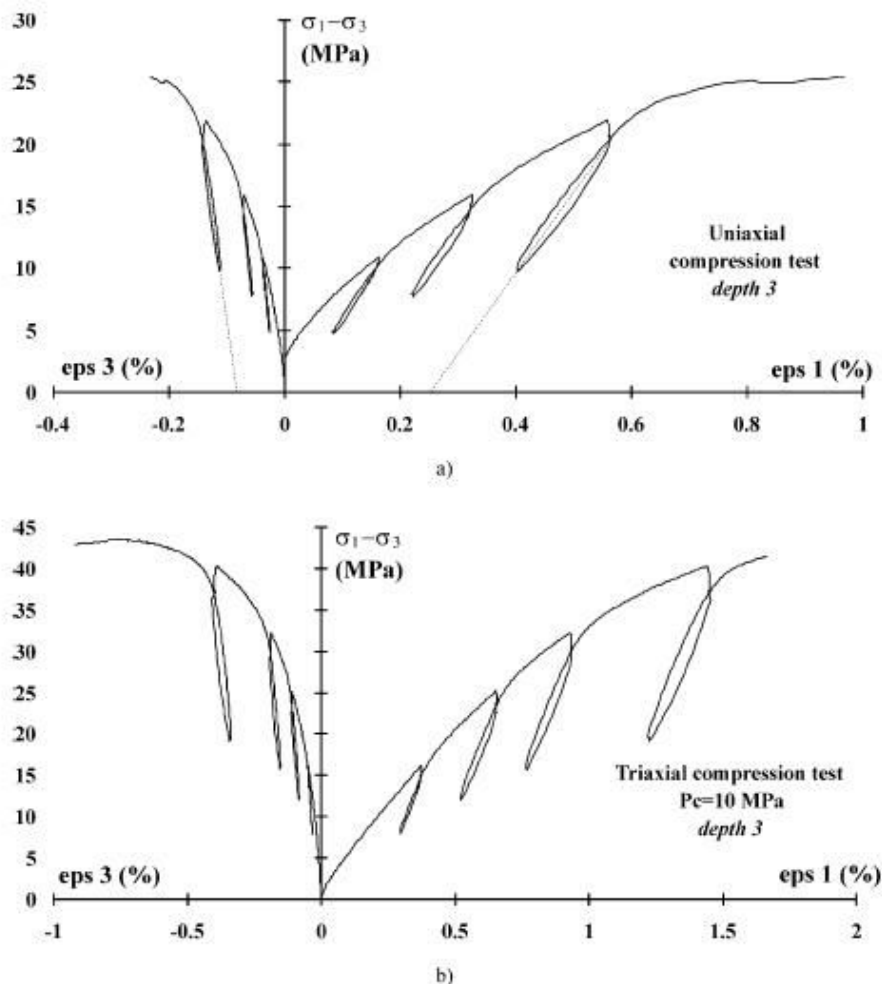 30
σ₁−σ₃
(MPa)
25
20
15
10
5
0
Uniaxial
compression test
depth 3
eps 3 (%)
eps 1 (%)
-0.4
-0.2
0
0.2
0.4
0.6
0.8
1
a)
45
σ₁−σ₃
(MPa)
40
35
30
25
20
15
10
5
0
Triaxial compression test
Pc=10 MPa
depth 3
eps 3 (%)
eps 1 (%)
-1
-0.5
0
0.5
1
1.5
2
b)